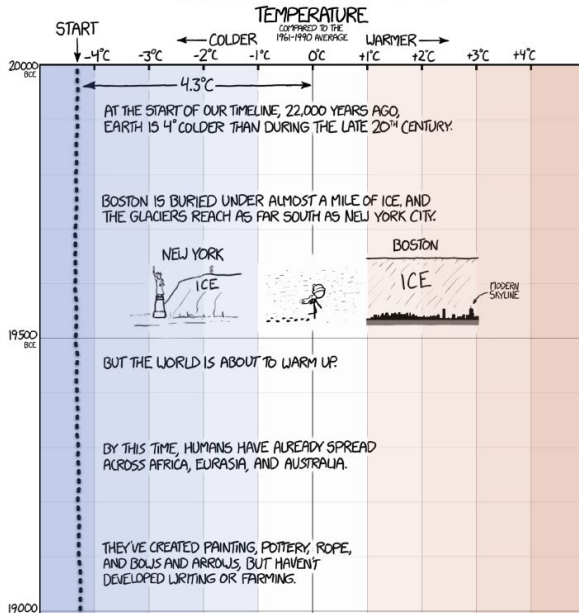 TEMPERATURE
COMPARED TO THE
1961-1990 AVERAGE
START
COLDER
WARMER
-4°C -3°C -2°C -1°C 0°C +1°C +2°C +3°C +4°C
20000
BCE
4.3°C
AT THE START OF OUR TIMELINE, 22,000 YEARS AGO,
EARTH IS 4° COLDER THAN DURING THE LATE 20TH CENTURY.
BOSTON IS BURIED UNDER ALMOST A MILE OF ICE, AND
THE GLACIERS REACH AS FAR SOUTH AS NEW YORK CITY.
NEW YORK
ICE
BOSTON
ICE
MODERN
SKYLINE
19500
BCE
BUT THE WORLD IS ABOUT TO WARM UP.
BY THIS TIME, HUMANS HAVE ALREADY SPREAD
ACROSS AFRICA, EURASIA, AND AUSTRALIA.
THEY'VE CREATED PAINTING, POTTERY, ROPE,
AND BOWS AND ARROWS, BUT HAVEN'T
DEVELOPED WRITING OR FARMING.
19000